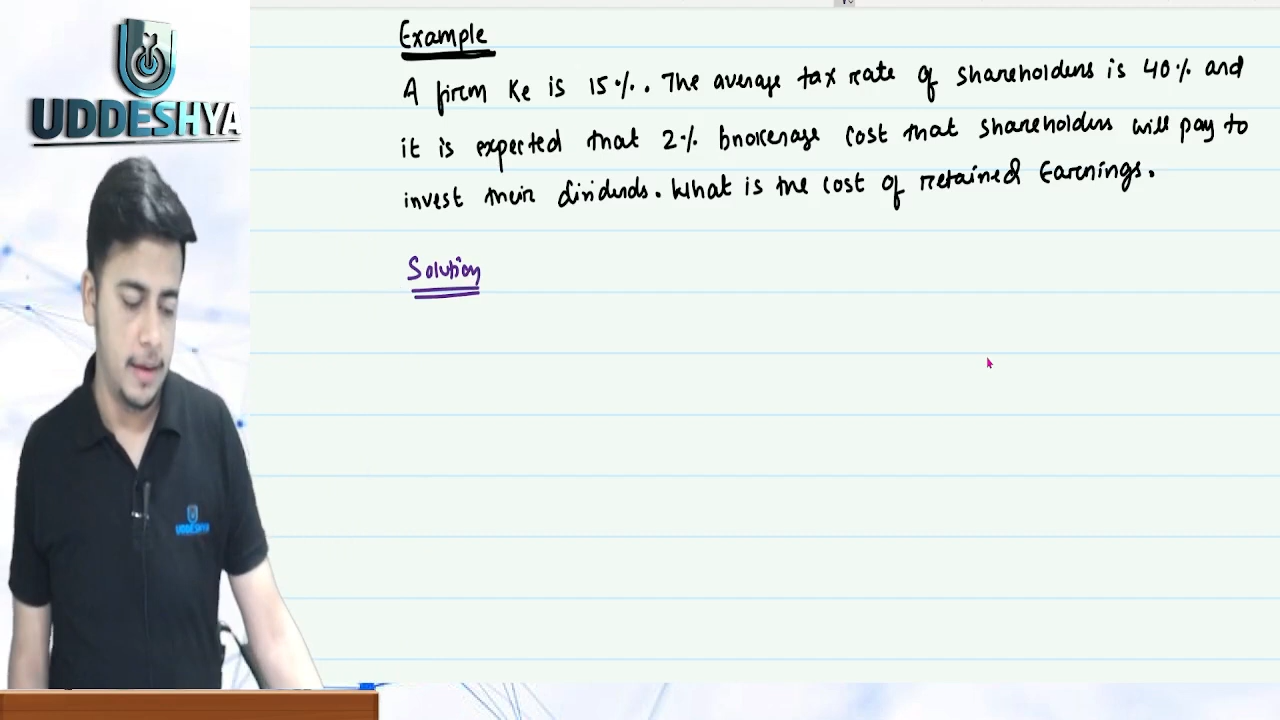 UDDESHYA
Example
A firm Ke is 15%. The average tax rate of shareholders is 40% and
it is expected that 2% brokerage cost that shareholders will pay to
invest their dividends. What is the cost of retained Earnings.
Solution
UDDESHYA